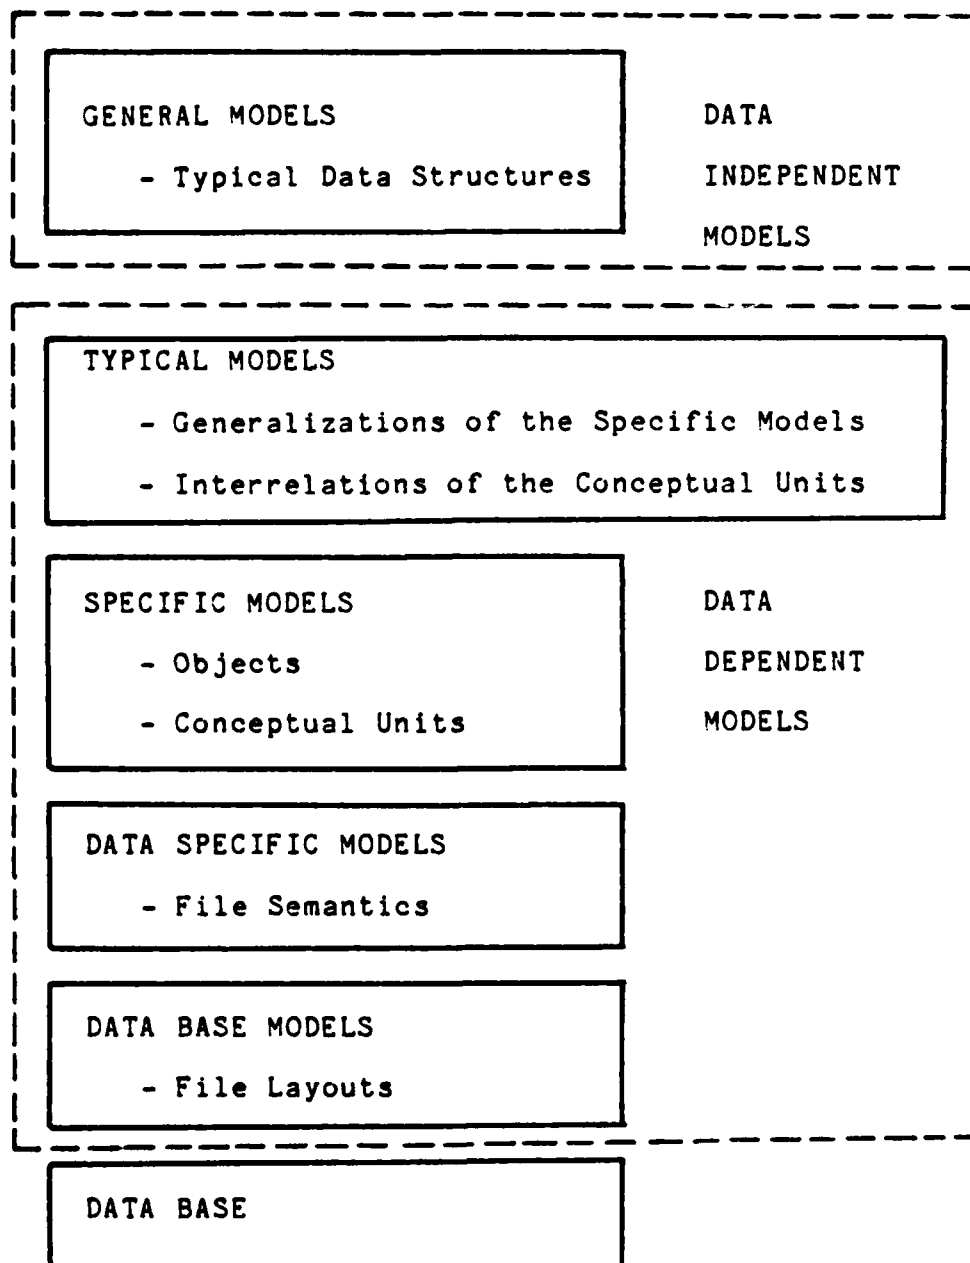 GENERAL MODELS
- Typical Data Structures
DATA
INDEPENDENT
MODELS
TYPICAL MODELS
- Generalizations of the Specific Models
- Interrelations of the Conceptual Units
SPECIFIC MODELS
- Objects
- Conceptual Units
DATA
DEPENDENT
MODELS
DATA SPECIFIC MODELS
- File Semantics
DATA BASE MODELS
- File Layouts
DATA BASE